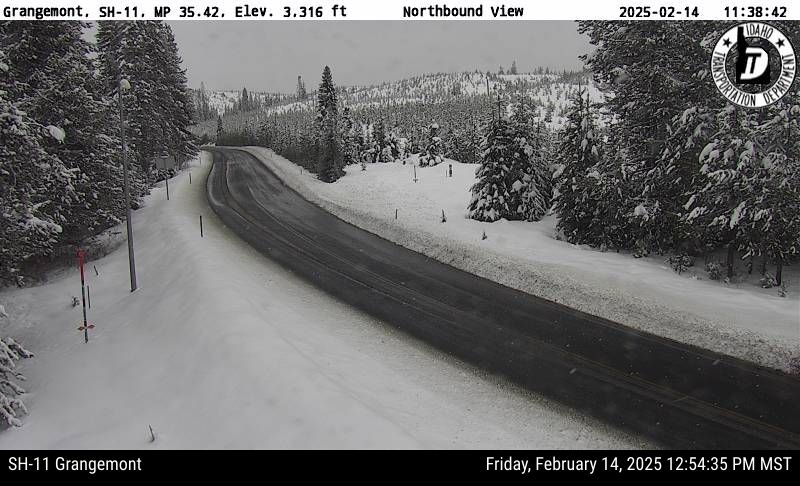 Grangemont, SH-11, MP 35.42, Elev. 3,316 ft Northbound View 2025-02-14 11:38:42
IDAHO TRANSPORTATION DEPARTMENT
SH-11 Grangemont Friday, February 14, 2025 12:54:35 PM MST